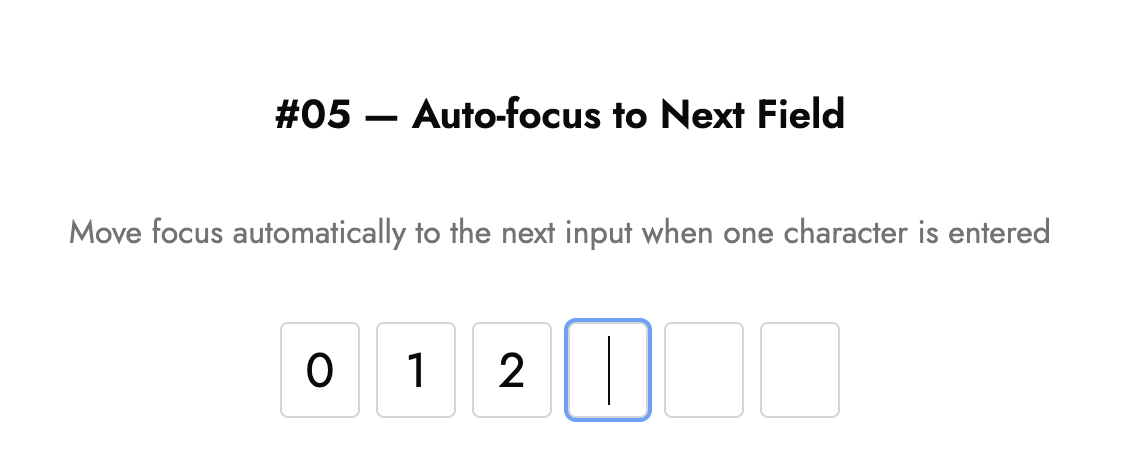 #05 — Auto-focus to Next Field
Move focus automatically to the next input when one character is entered
0 1 2